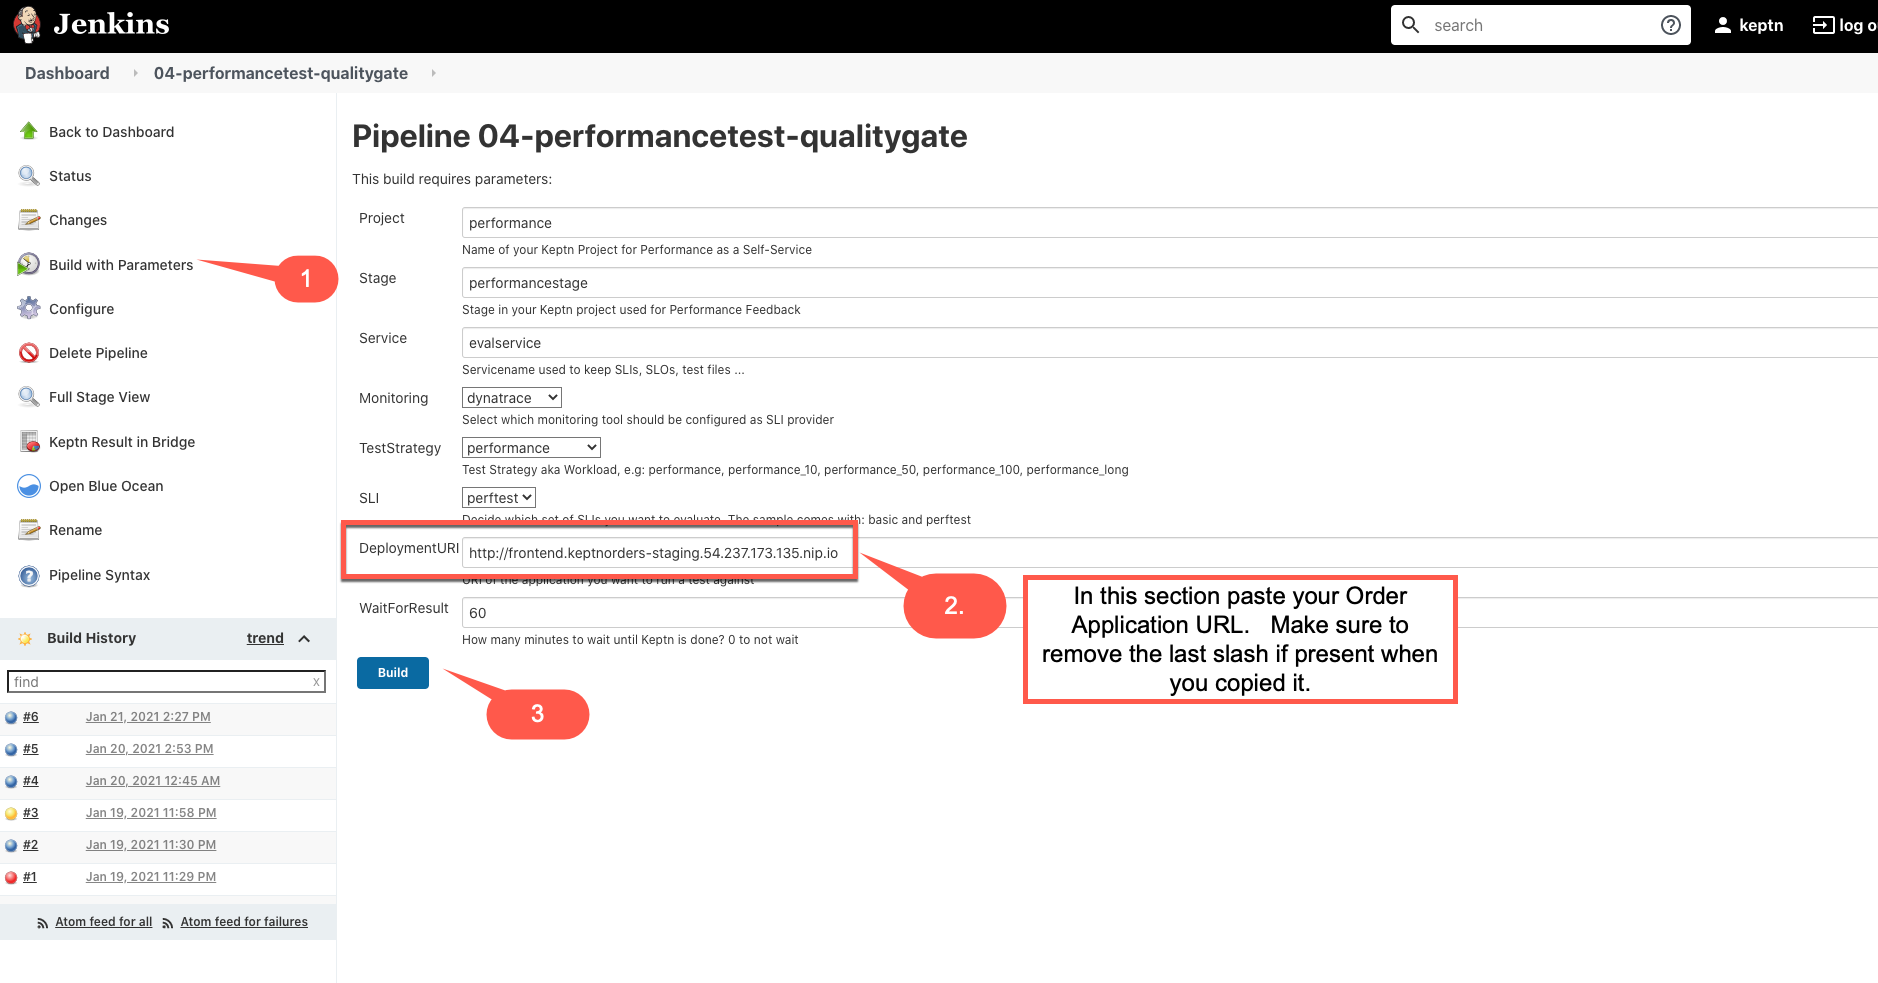 Jenkins
search
keptn
log o
Dashboard
04-performancetest-qualitygate
Back to Dashboard
Status
Changes
Build with Parameters
1
Configure
Delete Pipeline
Full Stage View
Keptn Result in Bridge
Open Blue Ocean
Rename
Pipeline Syntax
Build History
trend
find
x
#6 Jan 21, 2021 2:27 PM
#5 Jan 20, 2021 2:53 PM
#4 Jan 20, 2021 12:45 AM
#3 Jan 19, 2021 11:58 PM
#2 Jan 19, 2021 11:30 PM
#1 Jan 19, 2021 11:29 PM
Atom feed for all Atom feed for failures
Pipeline 04-performancetest-qualitygate
This build requires parameters:
Project performance
Name of your Keptn Project for Performance as a Self-Service
Stage performancestage
Stage in your Keptn project used for Performance Feedback
Service evalservice
Servicename used to keep SLIs, SLOs, test files ...
Monitoring dynatrace
Select which monitoring tool should be configured as SLI provider
TestStrategy performance
Test Strategy aka Workload, e.g: performance, performance_10, performance_50, performance_100, performance_long
SLI perftest
Decide which set of SLIs you want to evaluate. The sample comes with: basic and perftest
DeploymentURI http://frontend.keptnorders-staging.54.237.173.135.nip.io
URI of the application you want to run a test against
2.
WaitForResult 60
How many minutes to wait until Keptn is done? 0 to not wait
Build
3
In this section paste your Order
Application URL. Make sure to
remove the last slash if present when
you copied it.